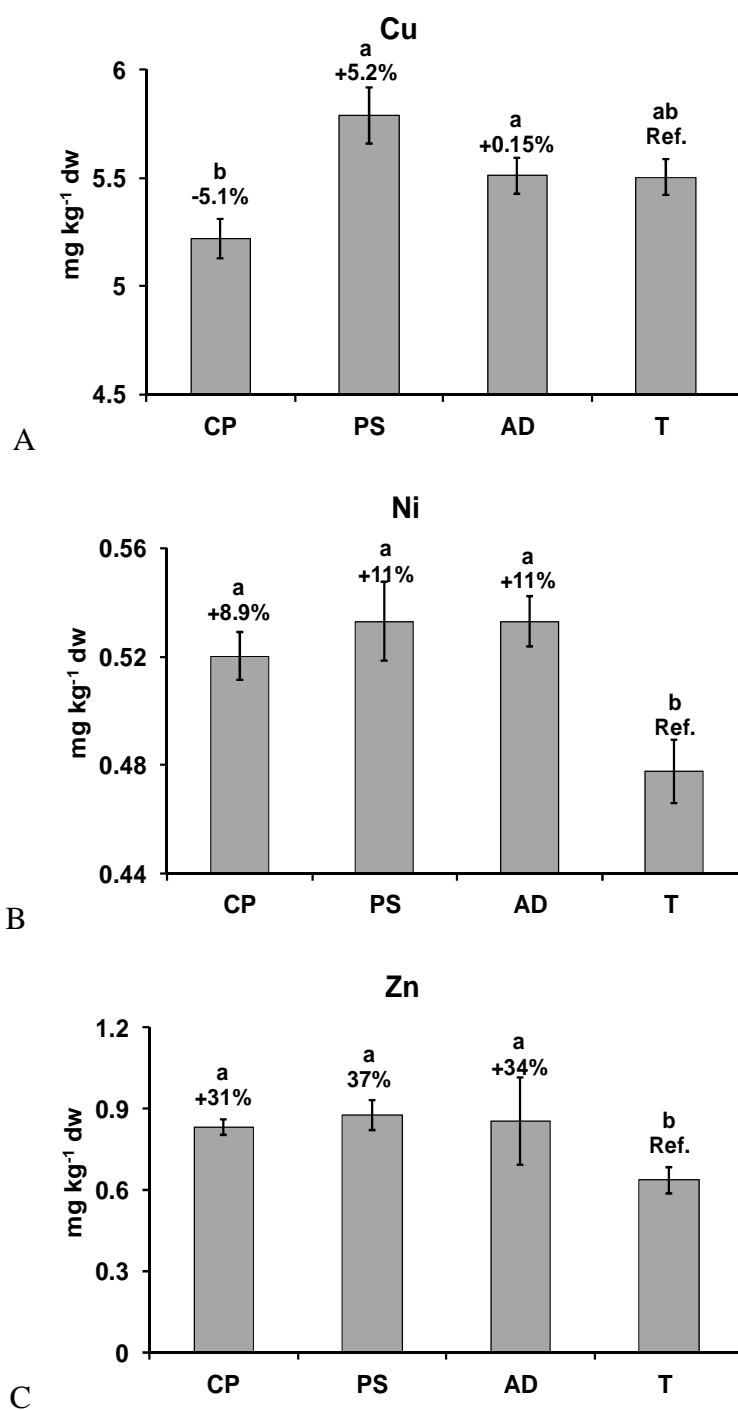 Cu
6
5.5
5
4.5
mg kg⁻¹ dw
b
-5.1%
a
+5.2%
a
+0.15%
ab
Ref.
CP PS AD T
A
Ni
0.56
0.52
0.48
0.44
mg kg⁻¹ dw
a
+8.9%
a
+11%
a
+11%
b
Ref.
CP PS AD T
B
Zn
1.2
0.9
0.6
0.3
0
mg kg⁻¹ dw
a
+31%
a
37%
a
+34%
b
Ref.
CP PS AD T
C